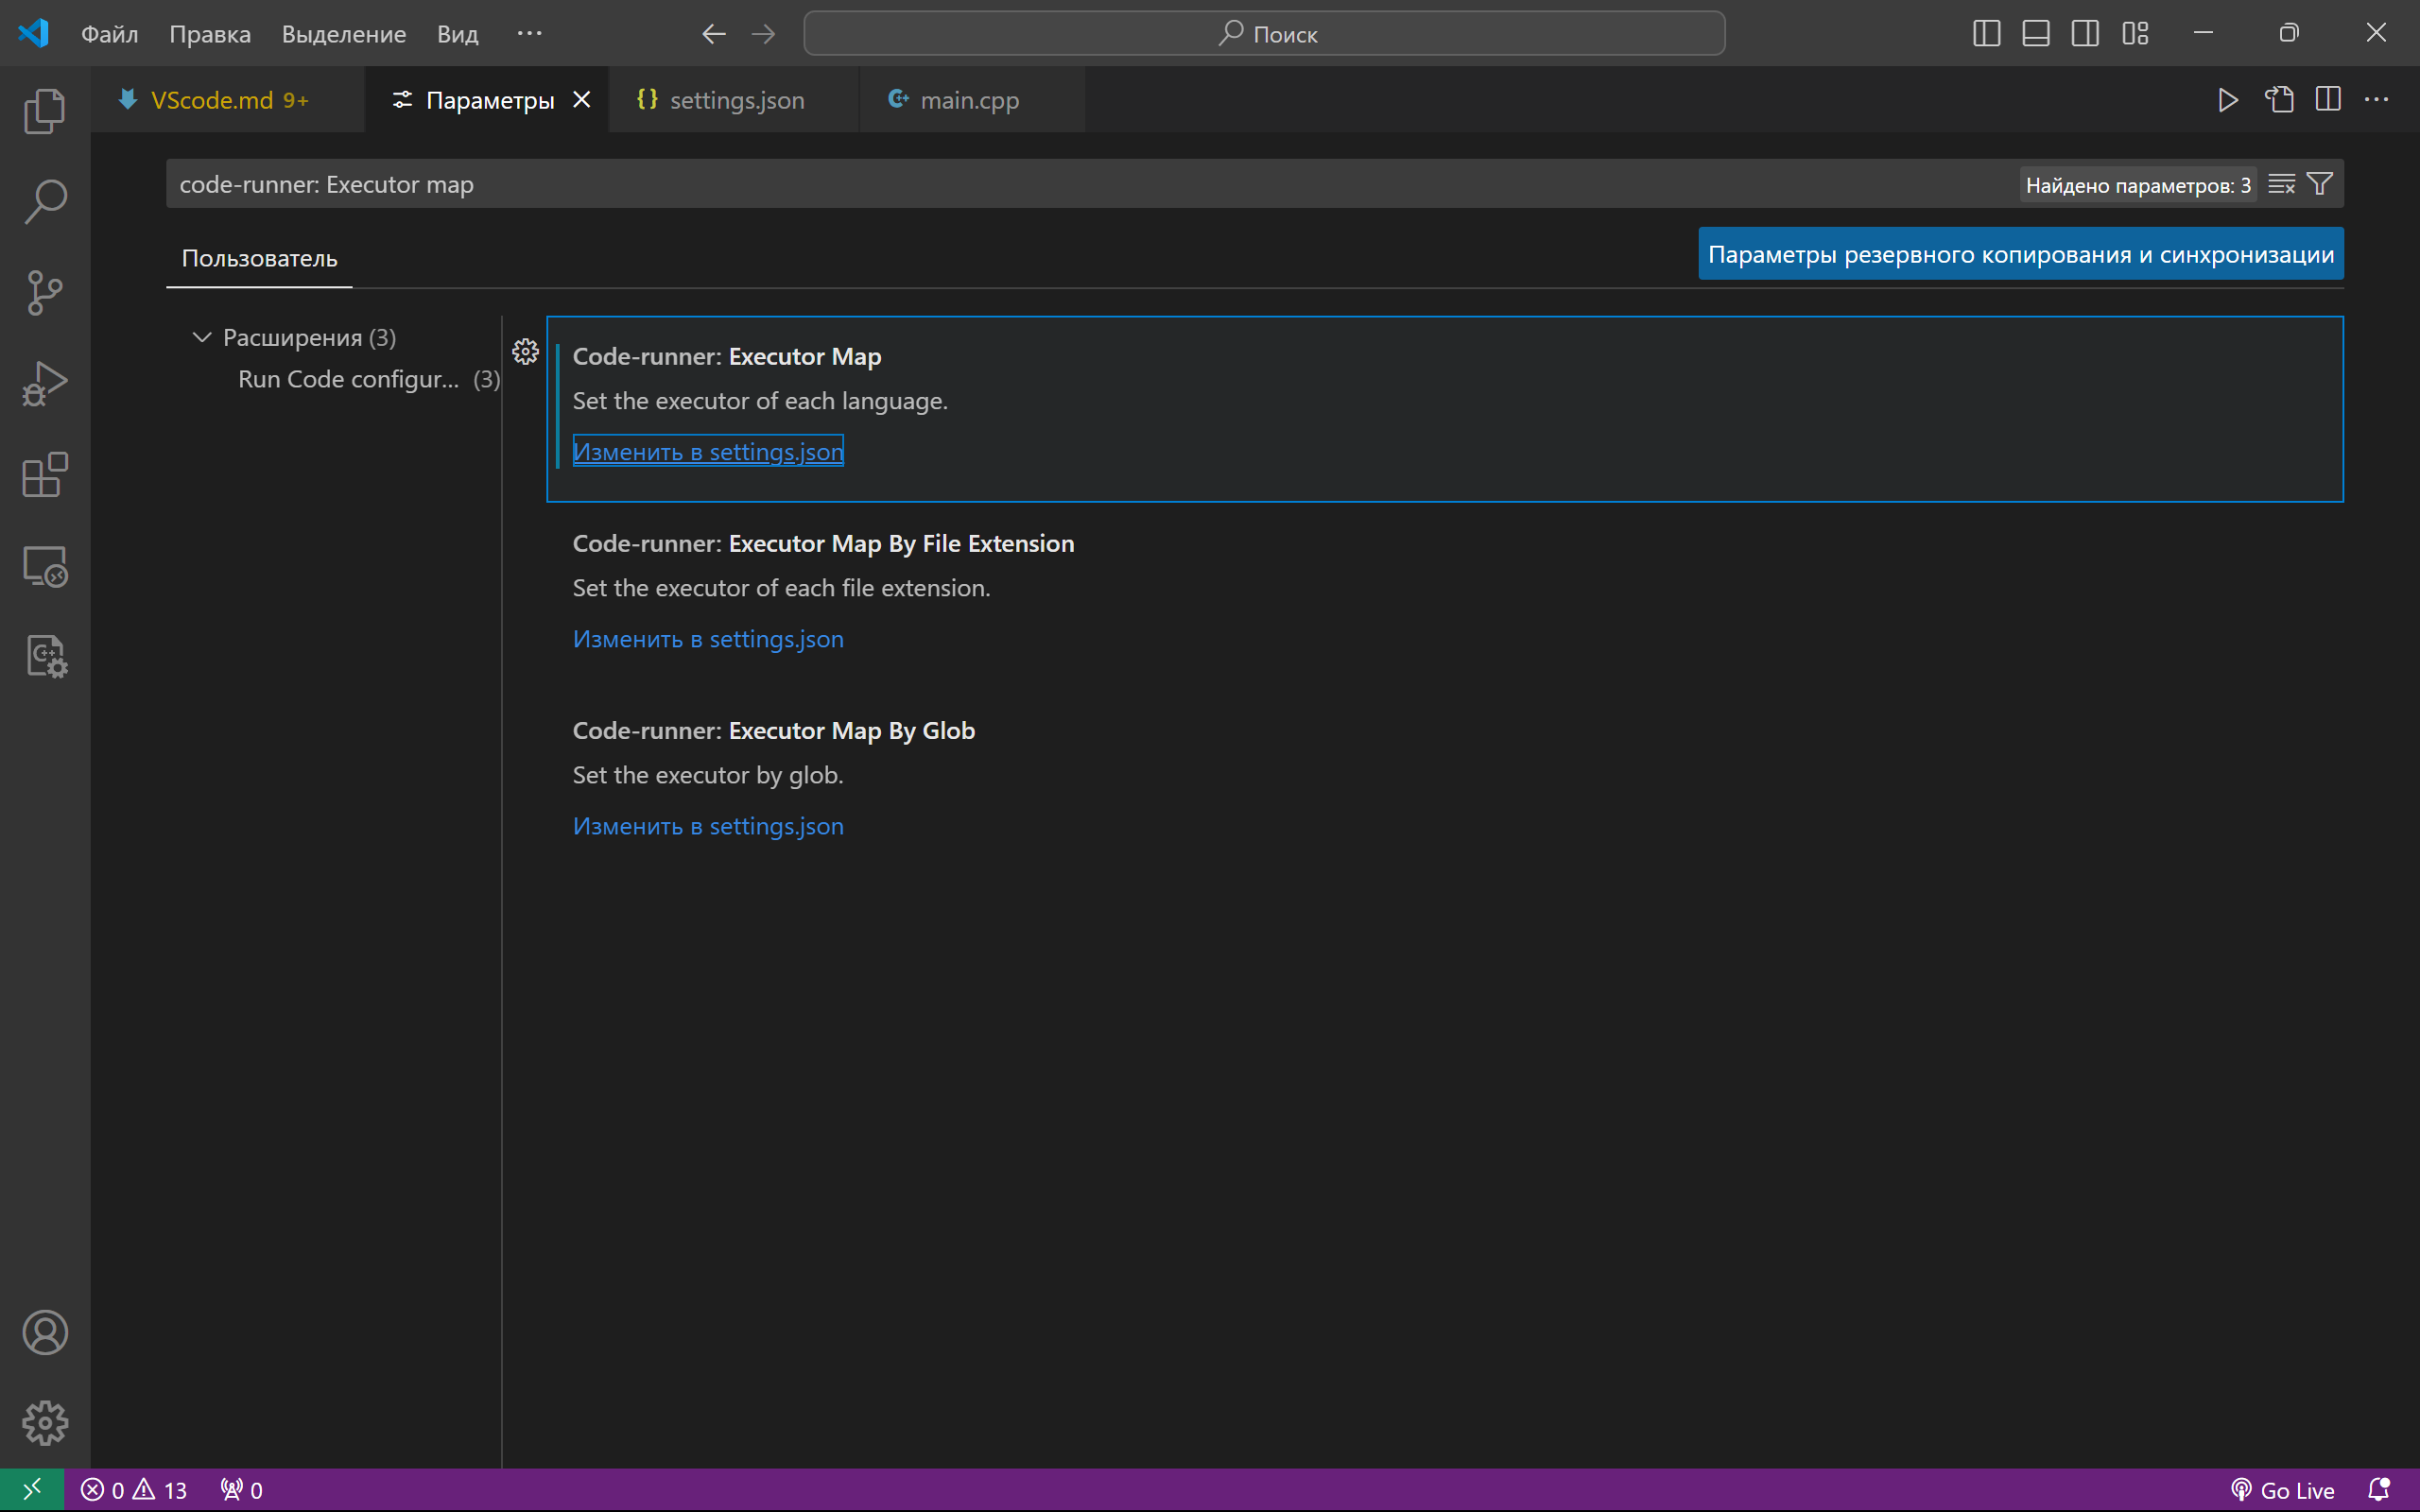 Файл Правка Выделение Вид ··· Поиск
VScode.md 9+ Параметры settings.json main.cpp
code-runner: Executor map Найдено параметров: 3
Пользователь Параметры резервного копирования и синхронизации
Расширения (3)
Run Code configur... (3)
Code-runner: Executor Map
Set the executor of each language.
Изменить в settings.json
Code-runner: Executor Map By File Extension
Set the executor of each file extension.
Изменить в settings.json
Code-runner: Executor Map By Glob
Set the executor by glob.
Изменить в settings.json
0 13 0 Go Live